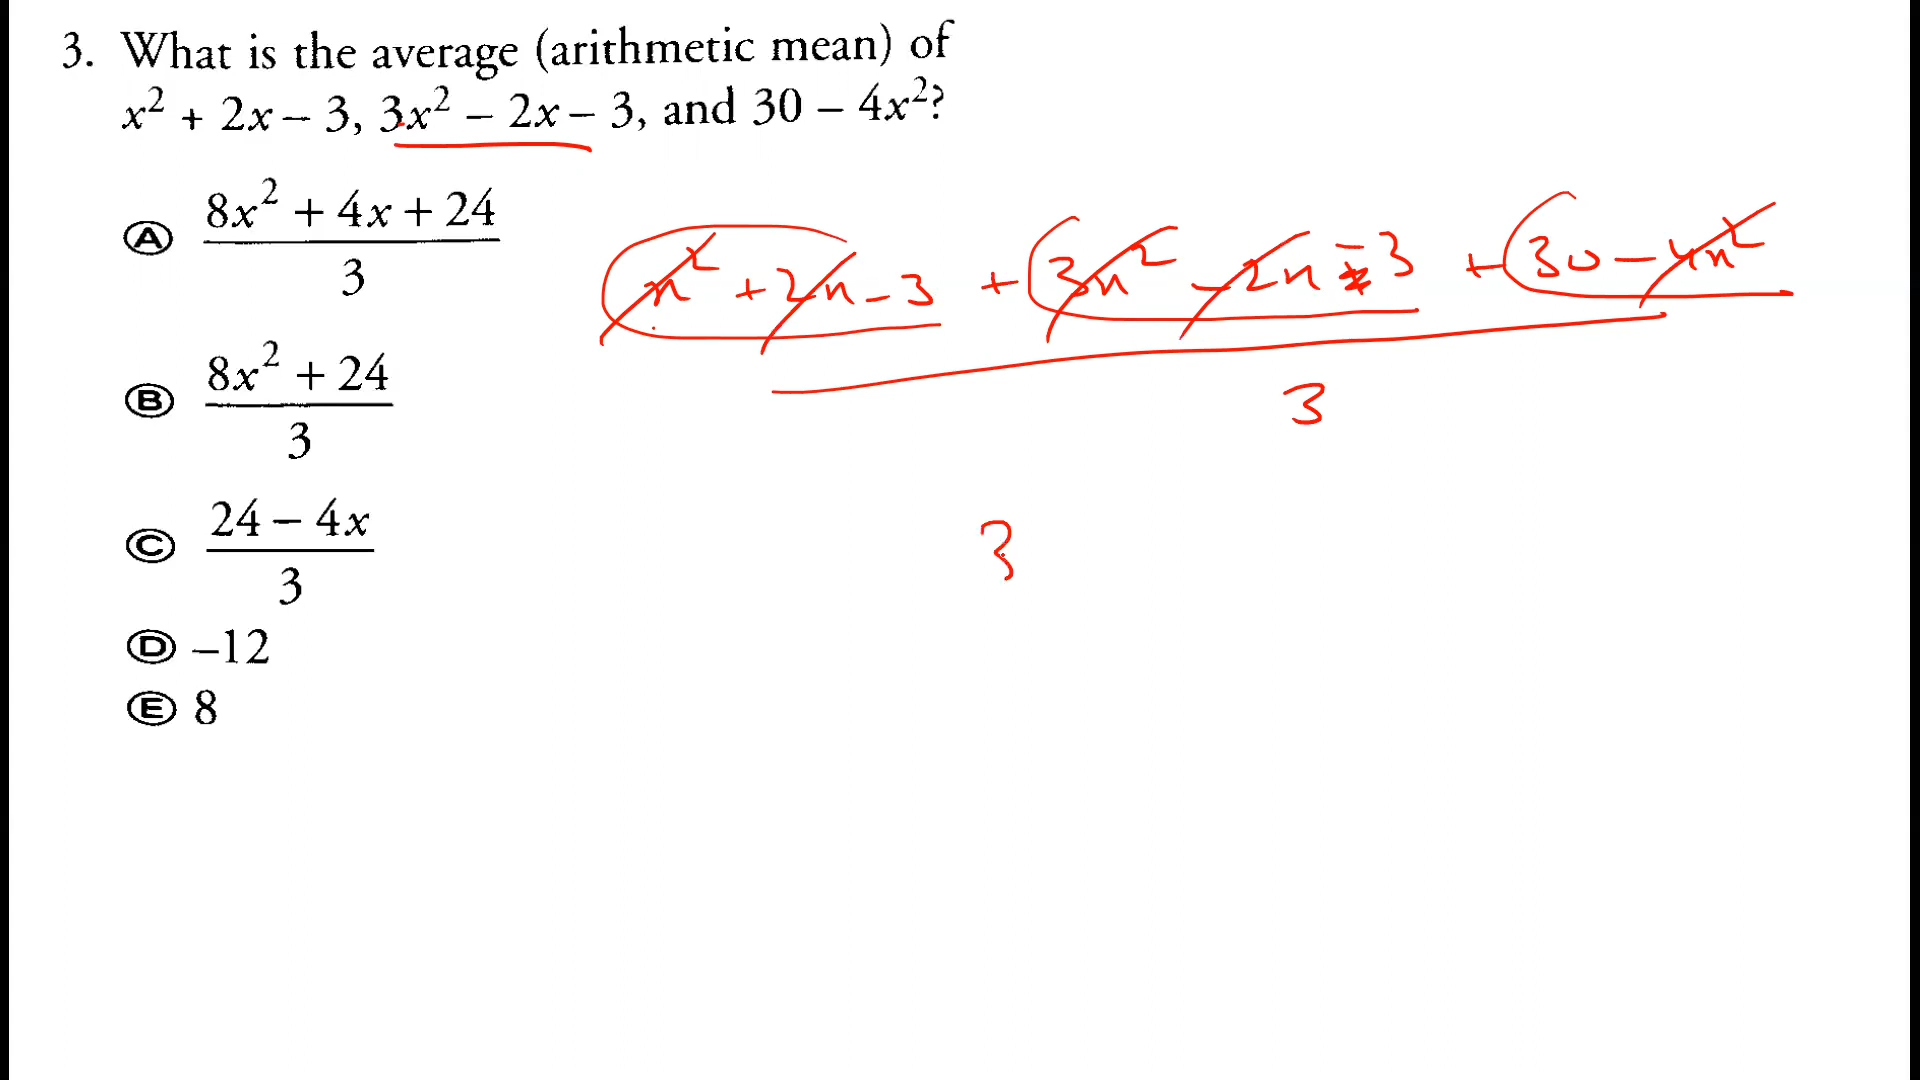 3. What is the average (arithmetic mean) of
x² + 2x – 3, 3x² – 2x – 3, and 30 – 4x²?
A 8x² + 4x + 24
3
B 8x² + 24
3
C 24 – 4x
3
D –12
E 8
x² + 2x - 3 + 3x² - 2x - 3 + 30 - 4x²
3
3